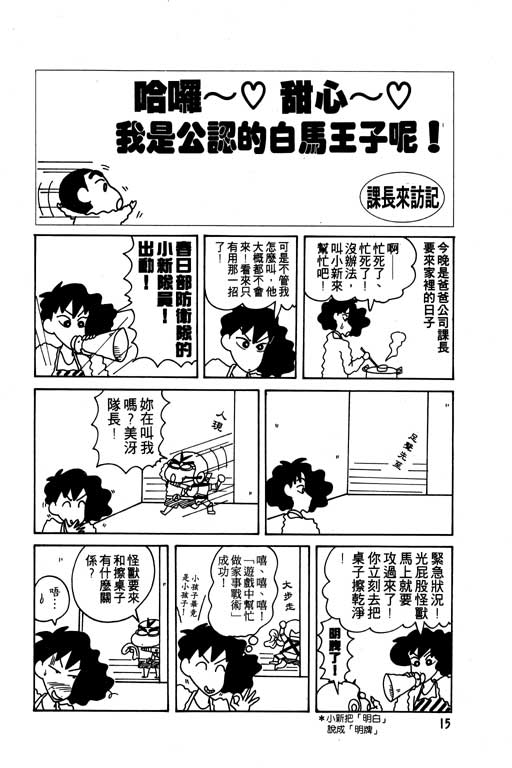 哈囉～♡ 甜心～♡
我是公認的白馬王子呢！
課長來訪記
今晚是爸爸公司課長
要來家裡的日子
啊——
忙死了、
忙死了！
沒辦法，
叫小新來
幫忙吧！
可是不管我
怎麼叫，他
大概都不會
來！看來只
有用那一招
了！
春日部防衛隊的
小新隊員！
出動！
足聲先至
人現
妳在叫我
嗎？美冴
隊長！
緊急狀況！
光屁股怪獸
馬上就要
攻過來了！
你立刻去把
桌子擦乾淨
！
明牌了！
＊小新把「明白」
說成「明牌」
大步走
嘻、嘻、嘻！
「遊戲中幫忙
做家事戰術」
成功！
小孩子畢竟
是小孩子！
怪獸要來
和擦桌子
有什麼關
係？
唔…
15